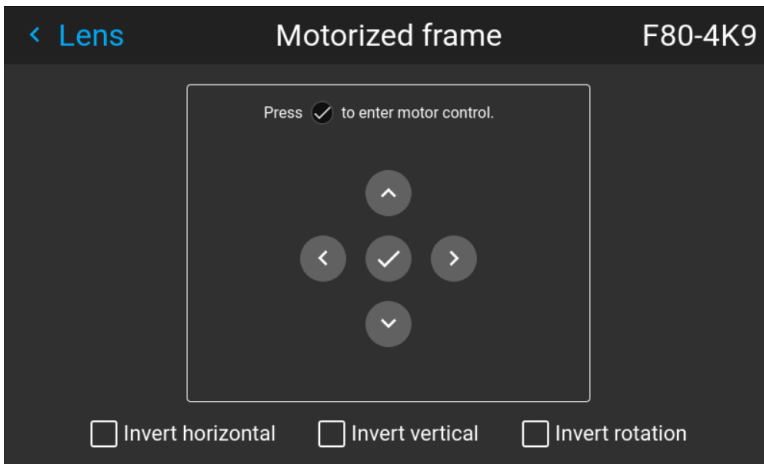 Lens
Motorized frame
F80-4K9
Press to enter motor control.
Invert horizontal
Invert vertical
Invert rotation